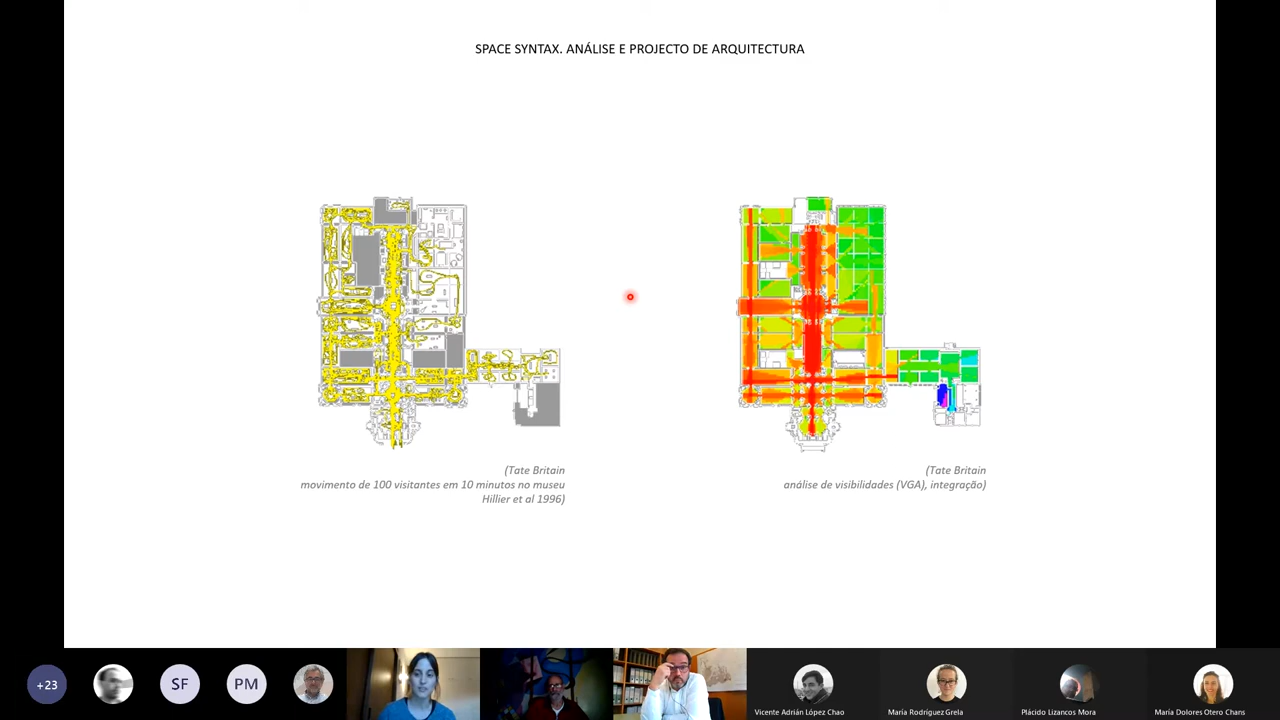 SPACE SYNTAX. ANÁLISE E PROJECTO DE ARQUITECTURA
(Tate Britain
movimento de 100 visitantes em 10 minutos no museu
Hillier et al 1996)
(Tate Britain
análise de visibilidades (VGA), integração)
+23
SF
PM
Vicente Adrián López Chao
María Rodríguez Grela
Plácido Lizancos Mora
María Dolores Otero Chans